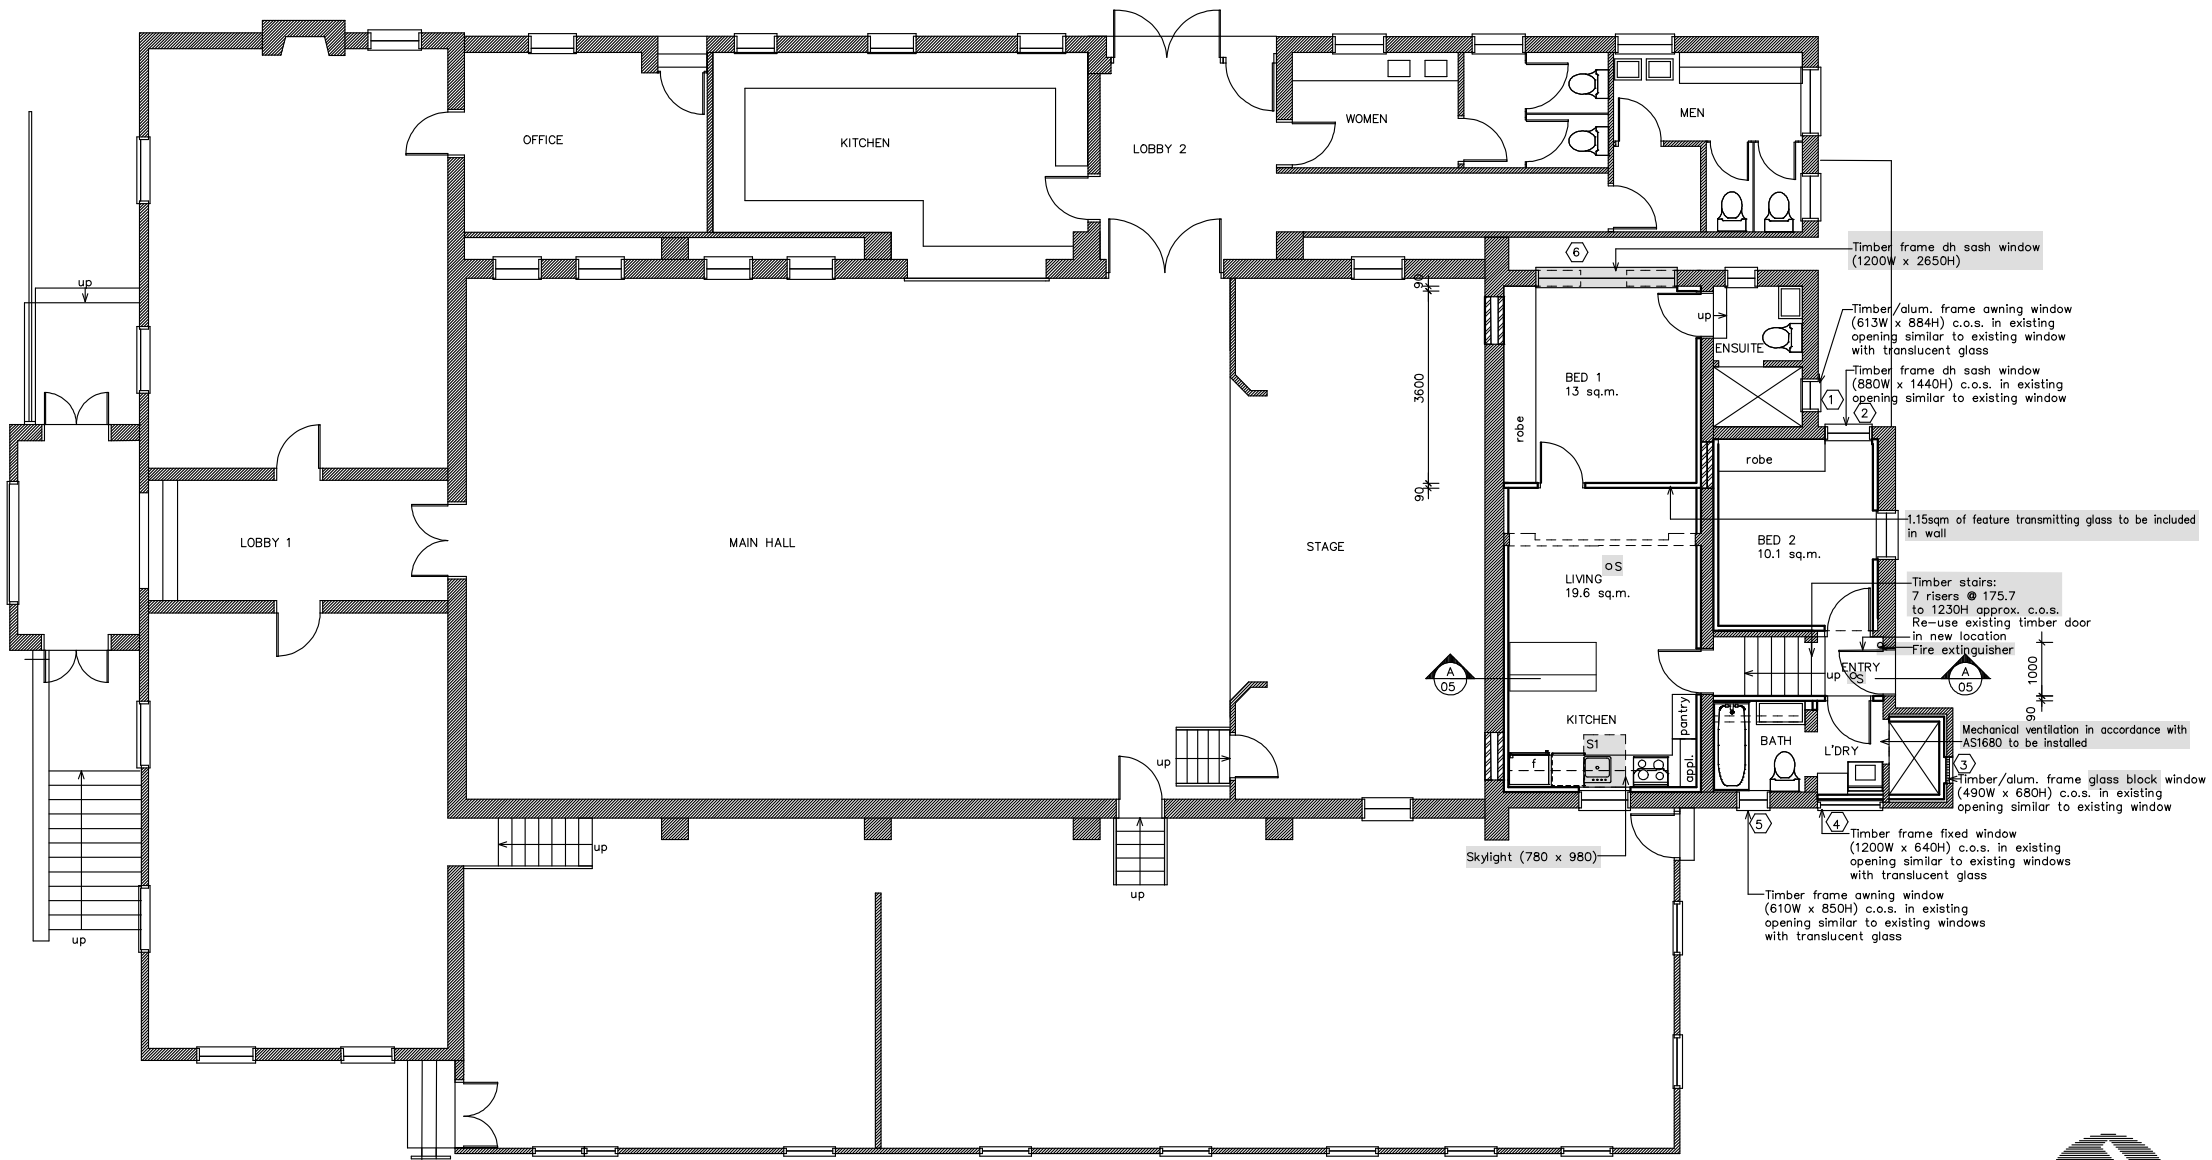 OFFICE
KITCHEN
LOBBY 2
WOMEN
MEN
6
Timber frame dh sash window
(1200W x 2650H)
up
90
up
Timber/alum. frame awning window
(613W x 884H) c.o.s. in existing
opening similar to existing window
with translucent glass
ENSUITE
BED 1
13 sq.m.
3600
robe
Timber frame dh sash window
(880W x 1440H) c.o.s. in existing
opening similar to existing window
1
2
robe
90
LOBBY 1
MAIN HALL
STAGE
1.15sqm of feature transmitting glass to be included
in wall
BED 2
10.1 sq.m.
S
LIVING
19.6 sq.m.
Timber stairs:
7 risers @ 175.7
to 1230H approx. c.o.s.
Re-use existing timber door
in new location
Fire extinguisher
ENTRY
up
S
1000
90
A
05
A
05
KITCHEN
pantry
S1
f
appl.
BATH
L'DRY
Mechanical ventilation in accordance with
AS1680 to be installed
up
3
Timber/alum. frame glass block window
(490W x 680H) c.o.s. in existing
opening similar to existing window
5
4
Timber frame fixed window
(1200W x 640H) c.o.s. in existing
opening similar to existing windows
with translucent glass
Skylight (780 x 980)
up
up
Timber frame awning window
(610W x 850H) c.o.s. in existing
opening similar to existing windows
with translucent glass
up